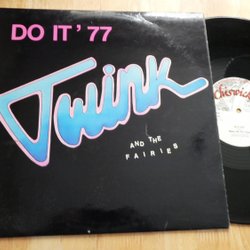 DO IT '77
Twink
AND THE
FAIRIES
Chiswick